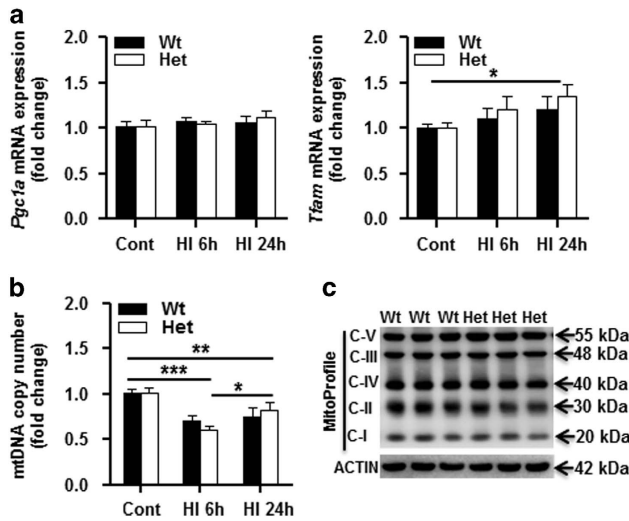 a
Pgc1a mRNA expression
(fold change)
2.0
1.5
1.0
0.5
0.0
Wt
Het
Cont HI 6h HI 24h
Tfam mRNA expression
(fold change)
2.0
1.5
1.0
0.5
0.0
Wt
Het
*
Cont HI 6h HI 24h
b
mtDNA copy number
(fold change)
2.0
1.5
1.0
0.5
0.0
Wt
Het
**
***
*
Cont HI 6h HI 24h
c
Wt Wt Wt Het Het Het
MitoProfile
C-V 55 kDa
C-III 48 kDa
C-IV 40 kDa
C-II 30 kDa
C-I 20 kDa
ACTIN 42 kDa